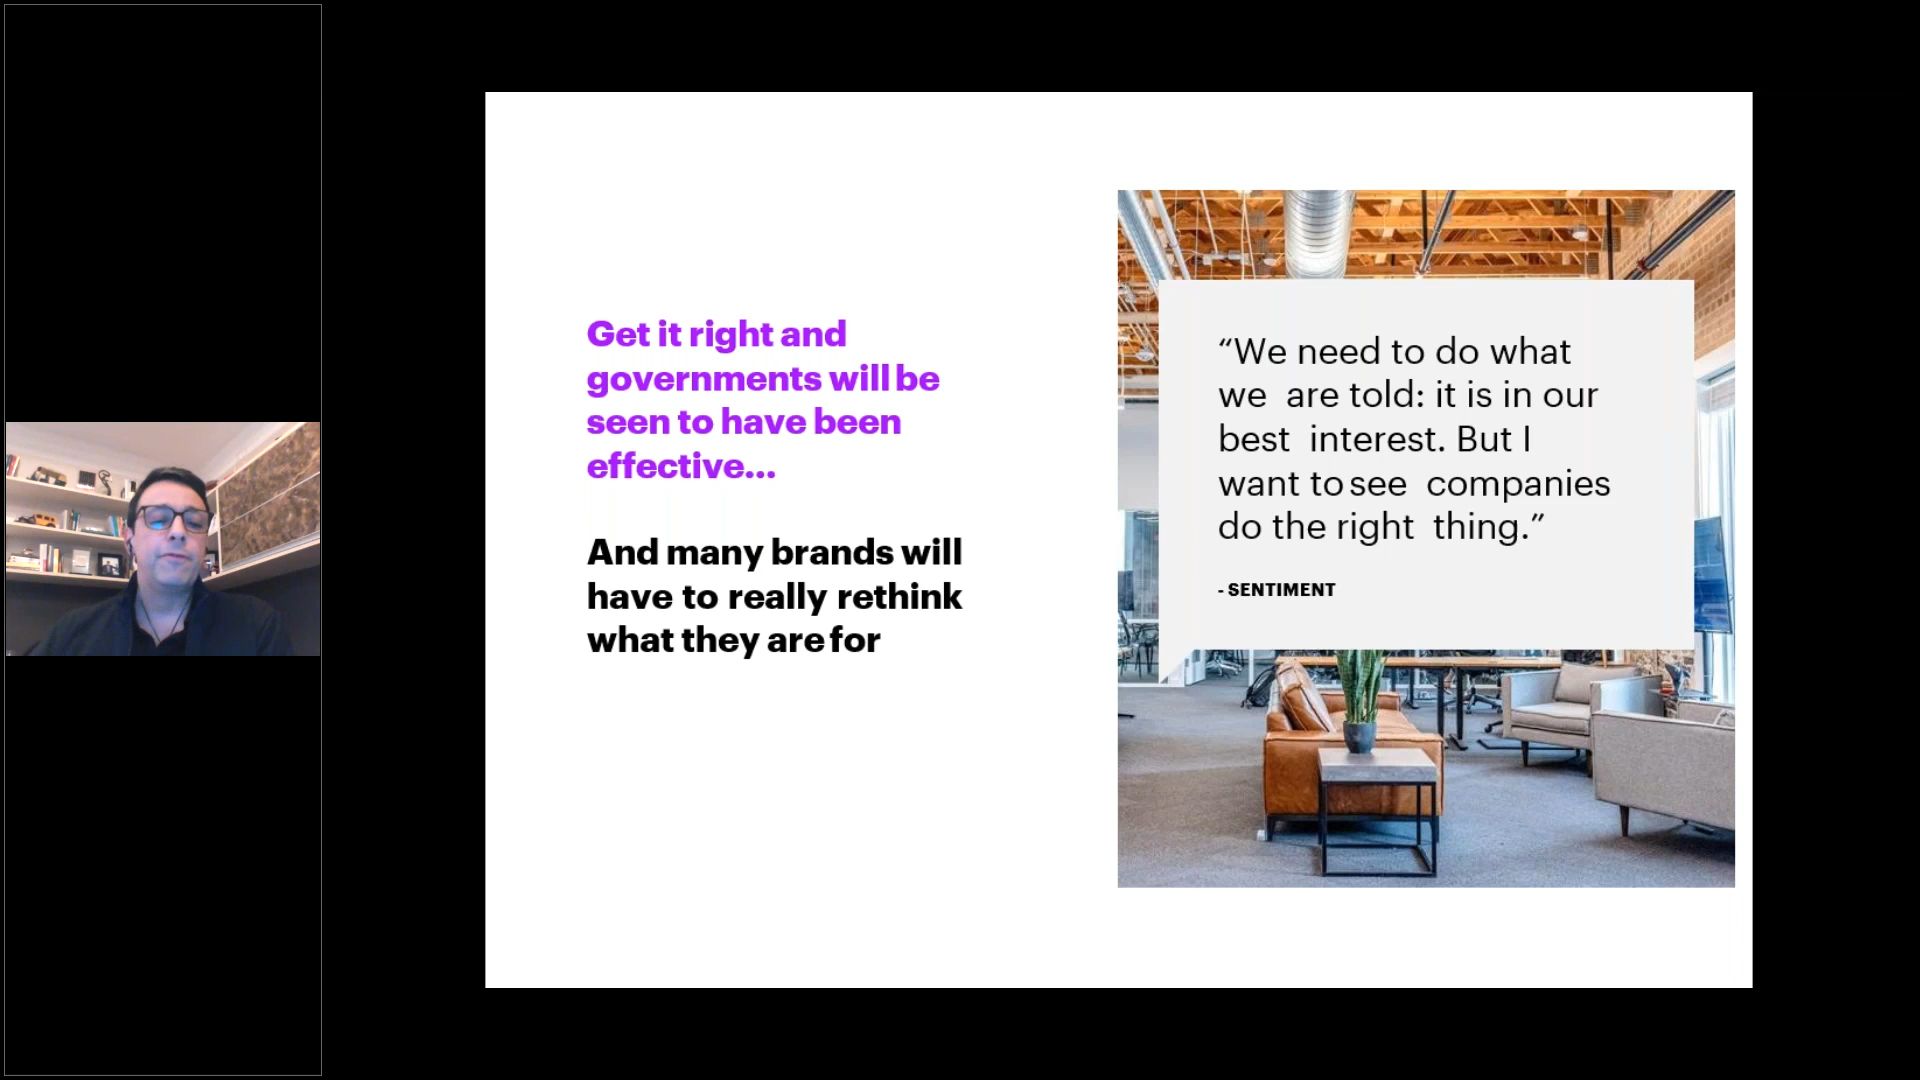 Get it right and
governments will be
seen to have been
effective...
And many brands will
have to really rethink
what they are for
“We need to do what
we are told: it is in our
best interest. But I
want to see companies
do the right thing.”
- SENTIMENT